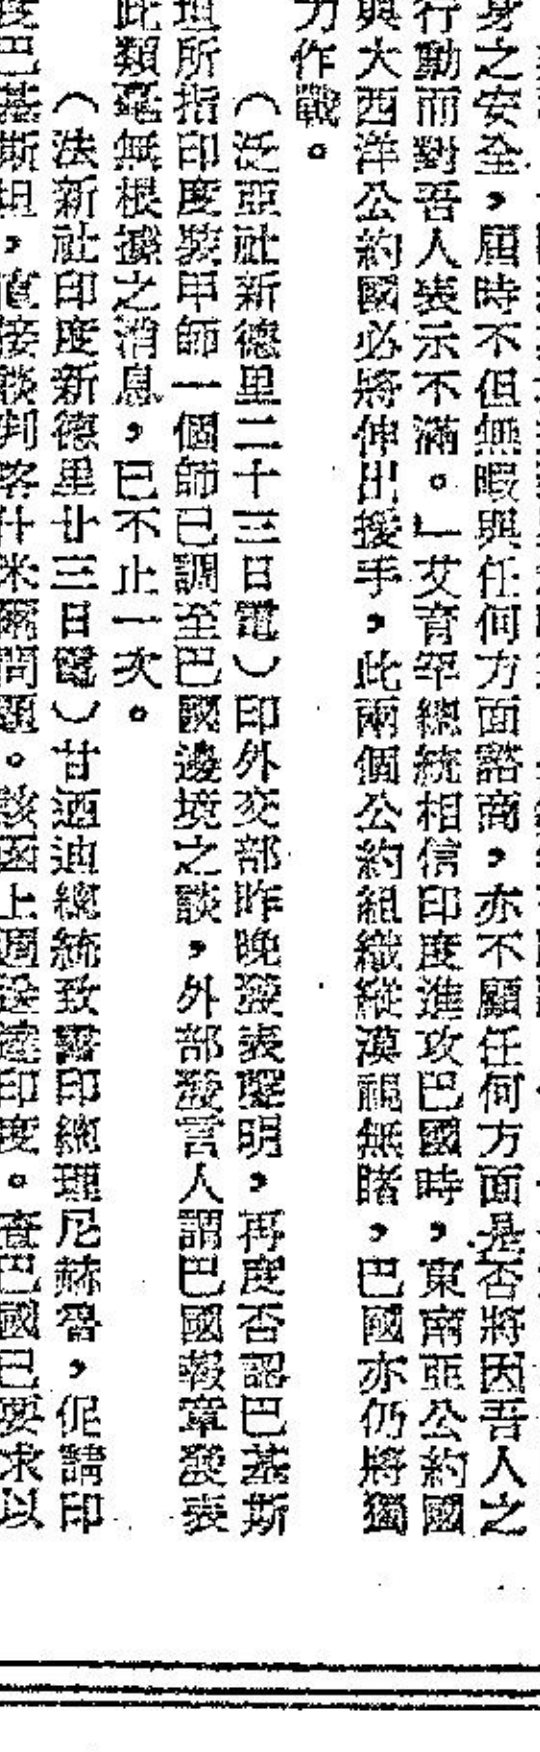 身之安全，屆時不但無暇與任何方面諮商，亦不顧任何方面是否將因吾人之
行動而對吾人表示不滿。」艾育罕總統相信印度進攻巴國時，東南亞公約國
與大西洋公約國必將伸出援手，此兩個公約組織縱漠視無睹，巴國亦仍將獨
力作戰。
（泛亞社新德里二十三日電）印外交部昨晚發表聲明，再度否認巴基斯
坦所指印度裝甲師一個師已調至巴國邊境之談，外部發言人謂巴國報章發表
此類毫無根據之消息，已不止一次。
（法新社印度新德里廿三日電）甘迺迪總統致書印總理尼赫魯，促請印
度巴基斯坦，直接談判喀什米爾問題。該函上週送達印度。查巴國已要求以